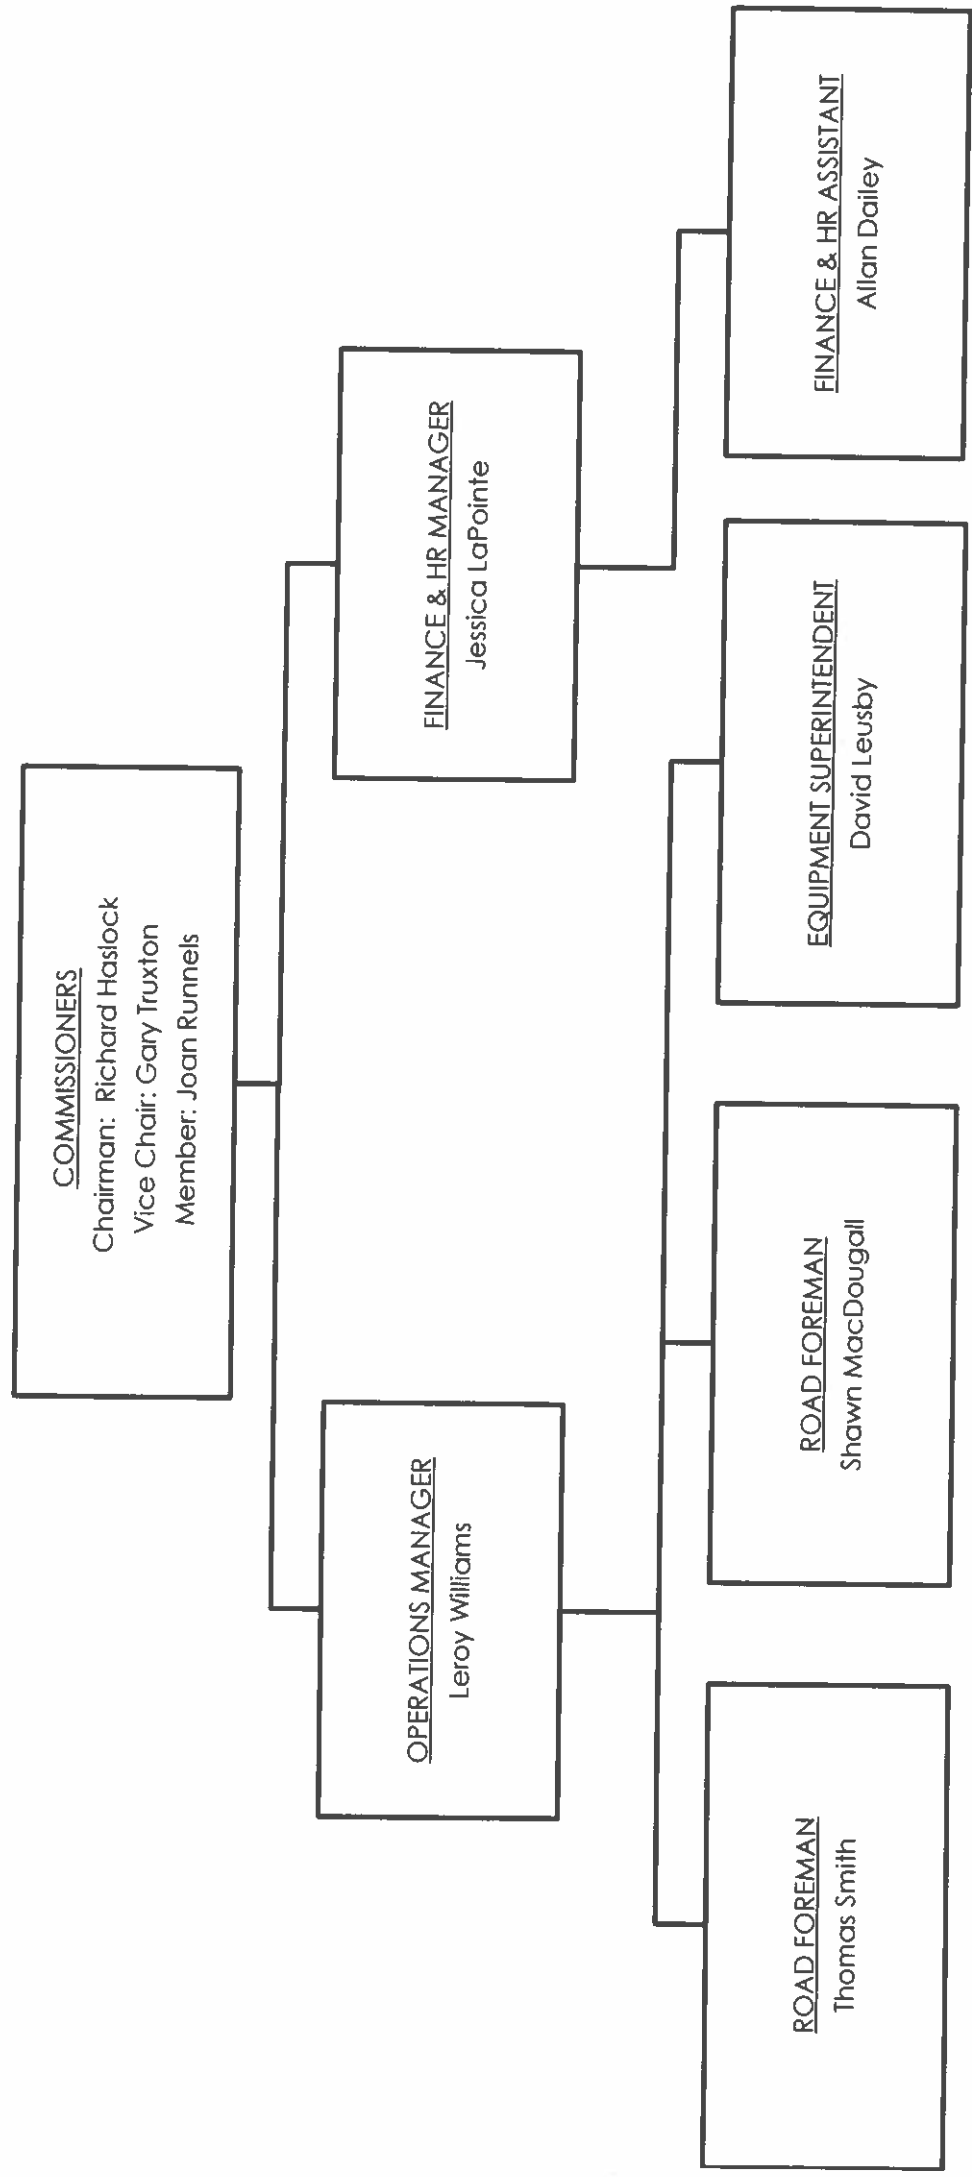 COMMISSIONERS
Chairman: Richard Haslock
Vice Chair: Gary Truxton
Member: Joan Runnels
OPERATIONS MANAGER
Leroy Williams
FINANCE & HR MANAGER
Jessica LaPointe
ROAD FOREMAN
Thomas Smith
ROAD FOREMAN
Shawn MacDougall
EQUIPMENT SUPERINTENDENT
David Leusby
FINANCE & HR ASSISTANT
Allan Dailey